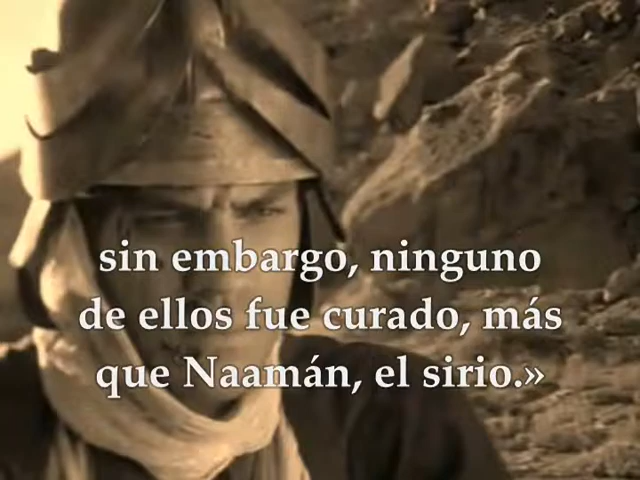 sin embargo, ninguno
de ellos fue curado, más
que Naamán, el sirio.»